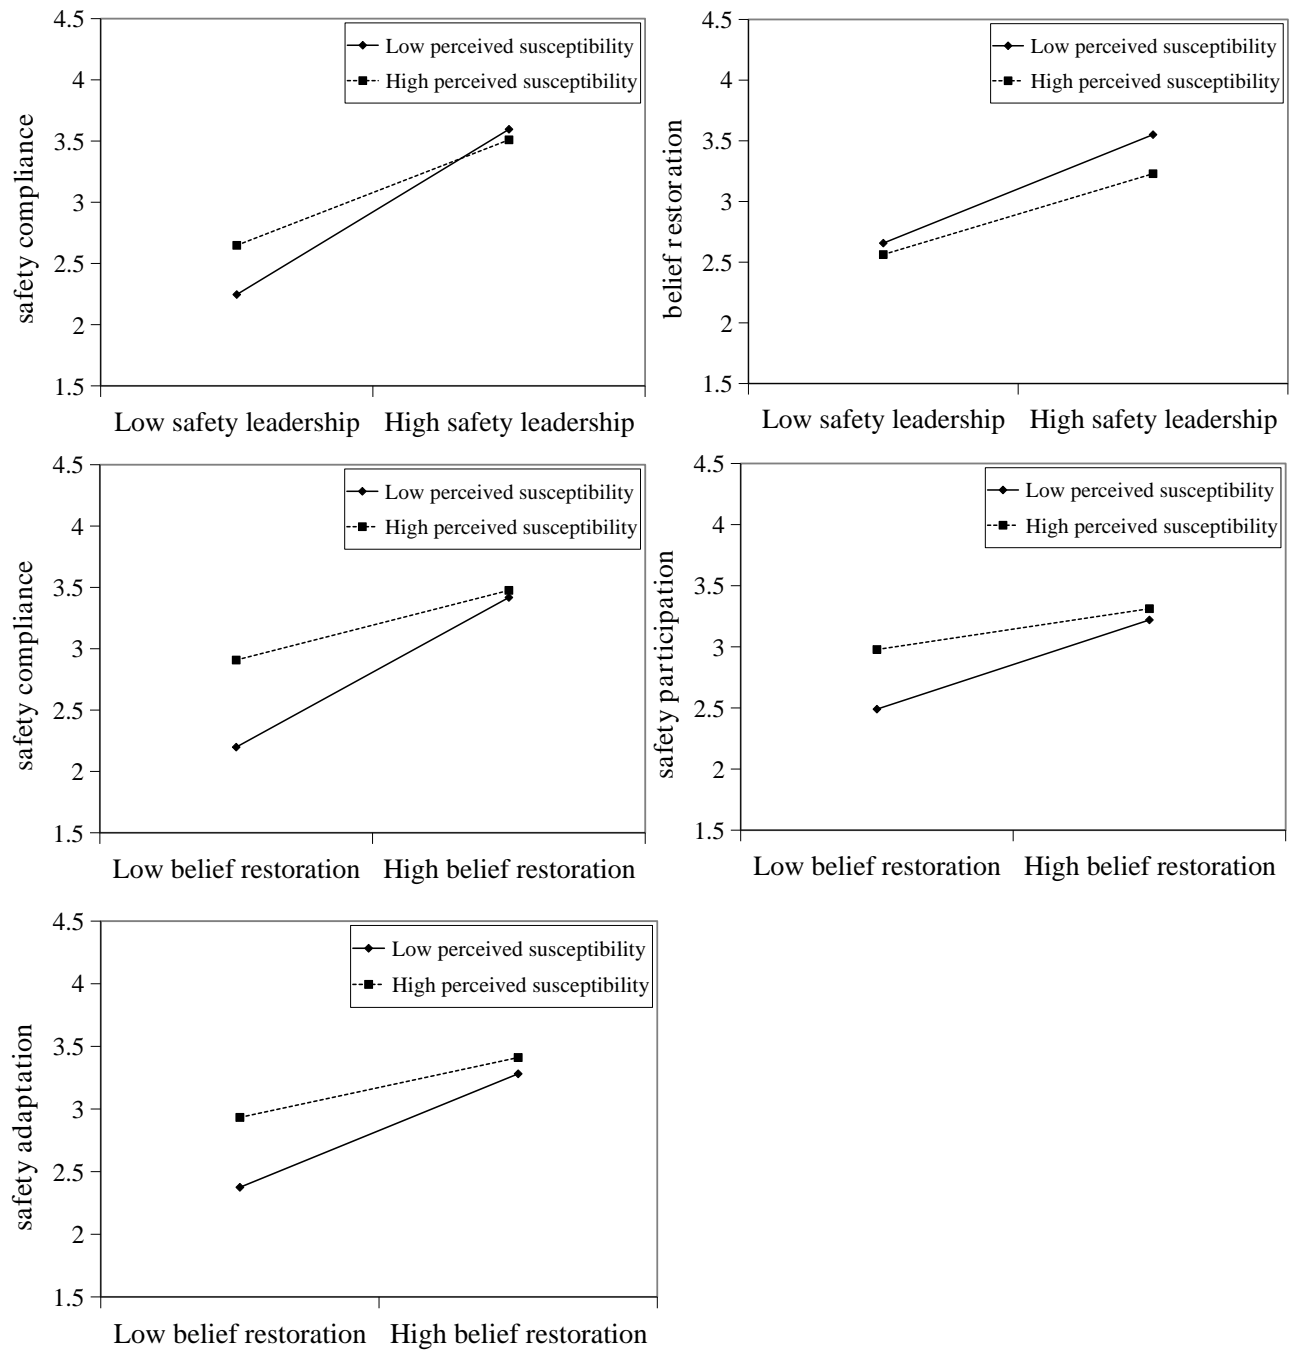 4.5
4
3.5
3
2.5
2
1.5
safety compliance
Low perceived susceptibility
High perceived susceptibility
Low safety leadership
High safety leadership
4.5
4
3.5
3
2.5
2
1.5
belief restoration
Low perceived susceptibility
High perceived susceptibility
Low safety leadership
High safety leadership
4.5
4
3.5
3
2.5
2
1.5
safety compliance
Low perceived susceptibility
High perceived susceptibility
Low belief restoration
High belief restoration
4.5
4
3.5
3
2.5
2
1.5
safety participation
Low perceived susceptibility
High perceived susceptibility
Low belief restoration
High belief restoration
4.5
4
3.5
3
2.5
2
1.5
safety adaptation
Low perceived susceptibility
High perceived susceptibility
Low belief restoration
High belief restoration